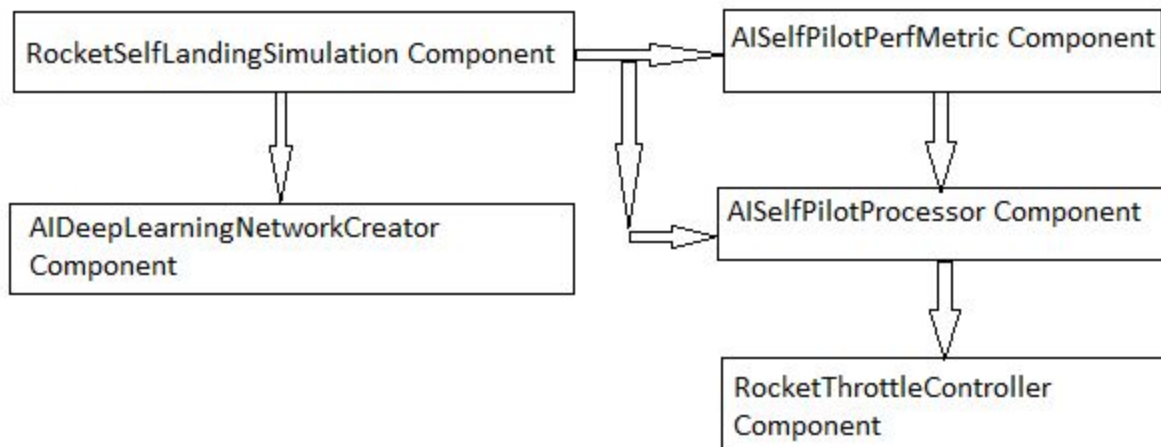 RocketSelfLandingSimulation Component
AISelfPilotPerfMetric Component
AIDeepLearningNetworkCreator
Component
AISelfPilotProcessor Component
RocketThrottleController
Component